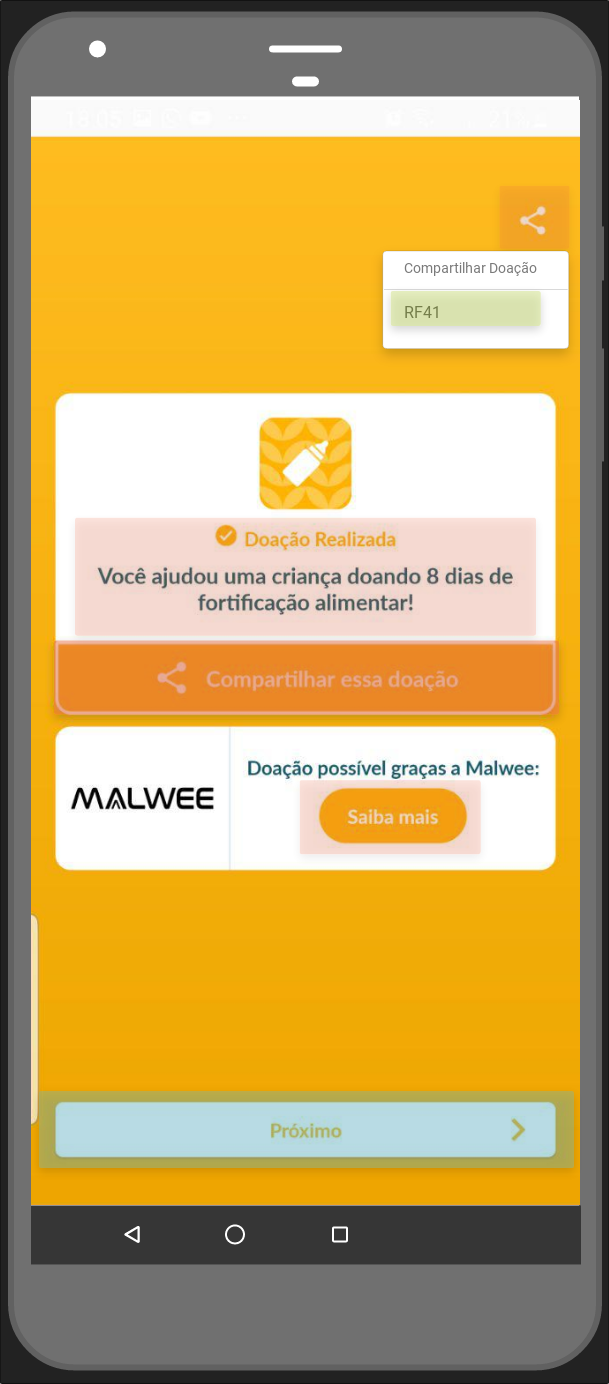 Compartilhar Doação
RF41
Doação Realizada
Você ajudou uma criança doando 8 dias de
fortificação alimentar!
Compartilhar essa doação
MALWEE
Doação possível graças a Malwee:
Saiba mais
Próximo